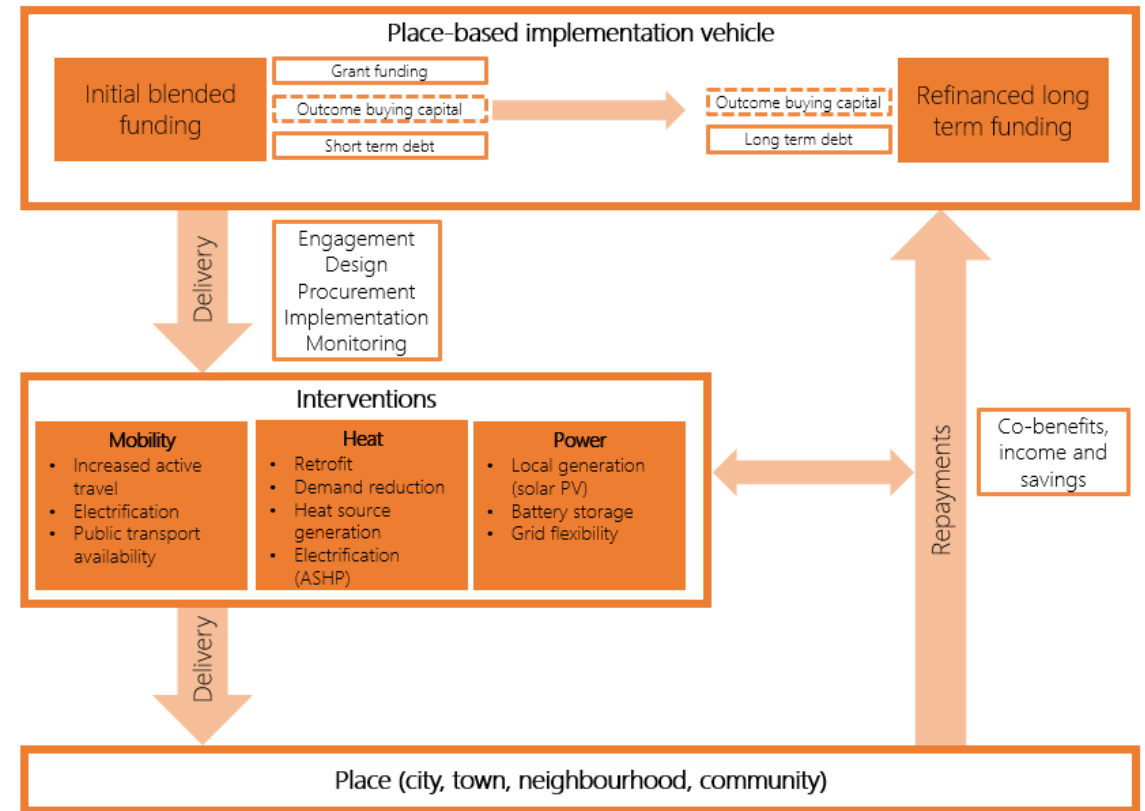 Place-based implementation vehicle
Initial blended
funding
Grant funding
Outcome buying capital
Short term debt
Outcome buying capital
Long term debt
Refinanced long
term funding
Delivery
Engagement
Design
Procurement
Implementation
Monitoring
Interventions
Mobility
• Increased active
travel
• Electrification
• Public transport
availability
Heat
• Retrofit
• Demand reduction
• Heat source
generation
• Electrification
(ASHP)
Power
• Local generation
(solar PV)
• Battery storage
• Grid flexibility
Repayments
Co-benefits,
income and
savings
Delivery
Place (city, town, neighbourhood, community)